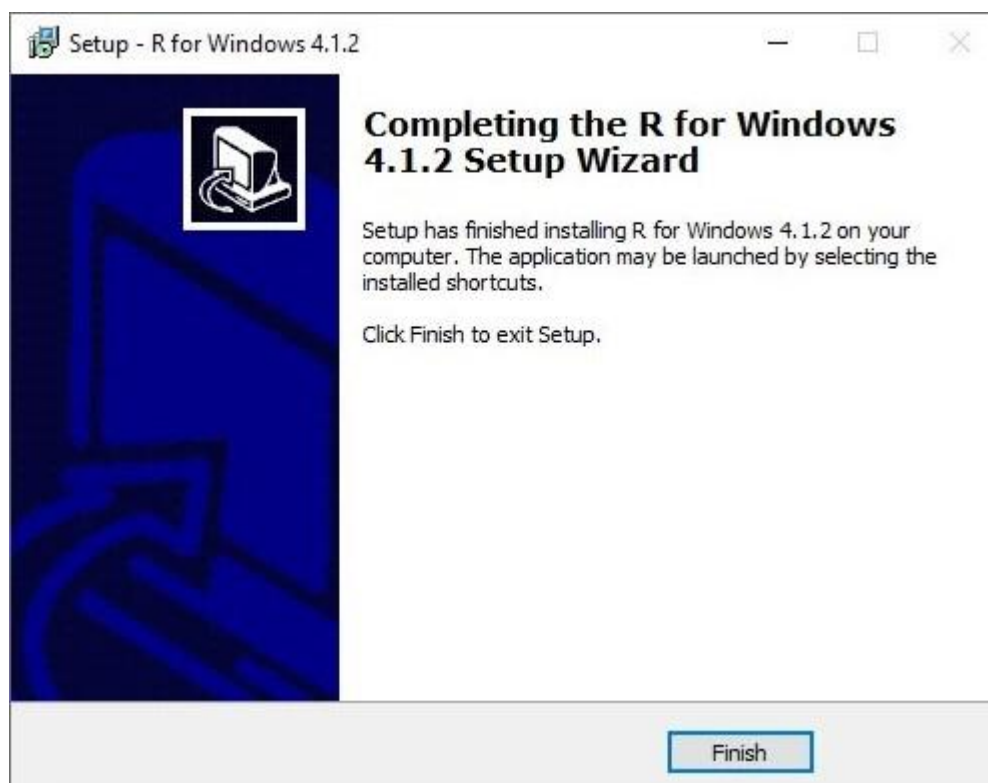 Setup - R for Windows 4.1.2
Completing the R for Windows
4.1.2 Setup Wizard
Setup has finished installing R for Windows 4.1.2 on your
computer. The application may be launched by selecting the
installed shortcuts.
Click Finish to exit Setup.
Finish